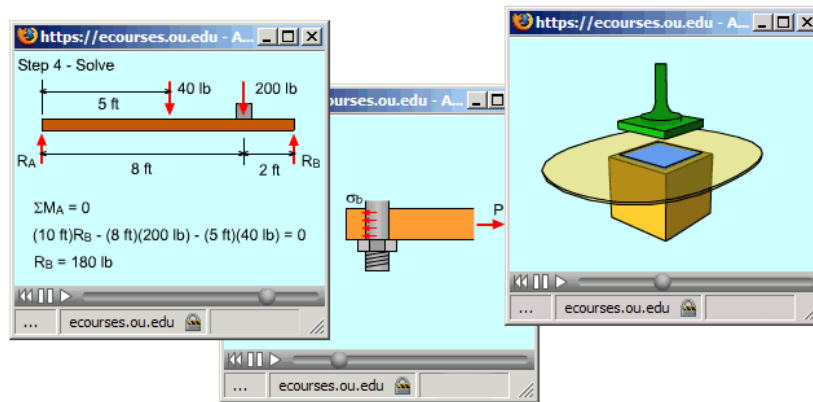 https://ecourses.ou.edu - A...
Step 4 - Solve
40 lb
200 lb
5 ft
RA
8 ft
2 ft
RB
ΣMA = 0
(10 ft)RB - (8 ft)(200 lb) - (5 ft)(40 lb) = 0
RB = 180 lb
...
ecourses.ou.edu
ourses.ou.edu - A...
σb
P
...
ecourses.ou.edu
https://ecourses.ou.edu - A...
...
ecourses.ou.edu